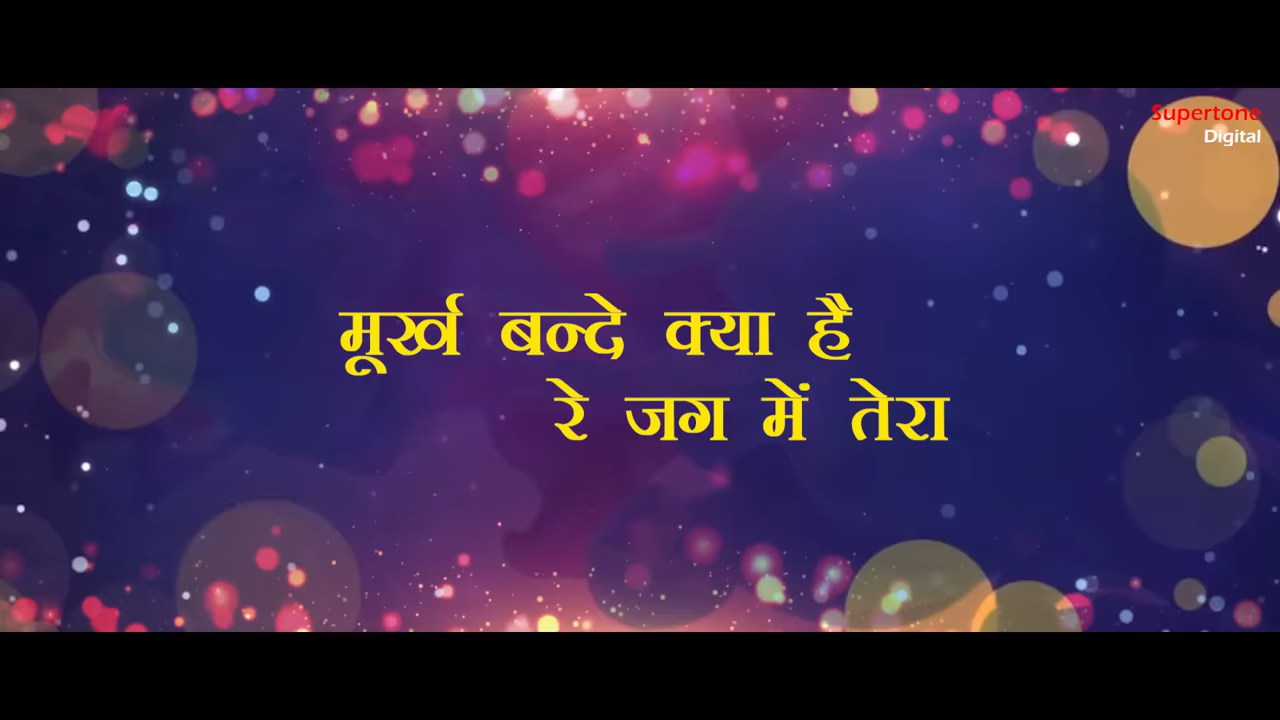 Supertone
Digital
मूर्ख बन्दे क्या है
रे जग में तेरा